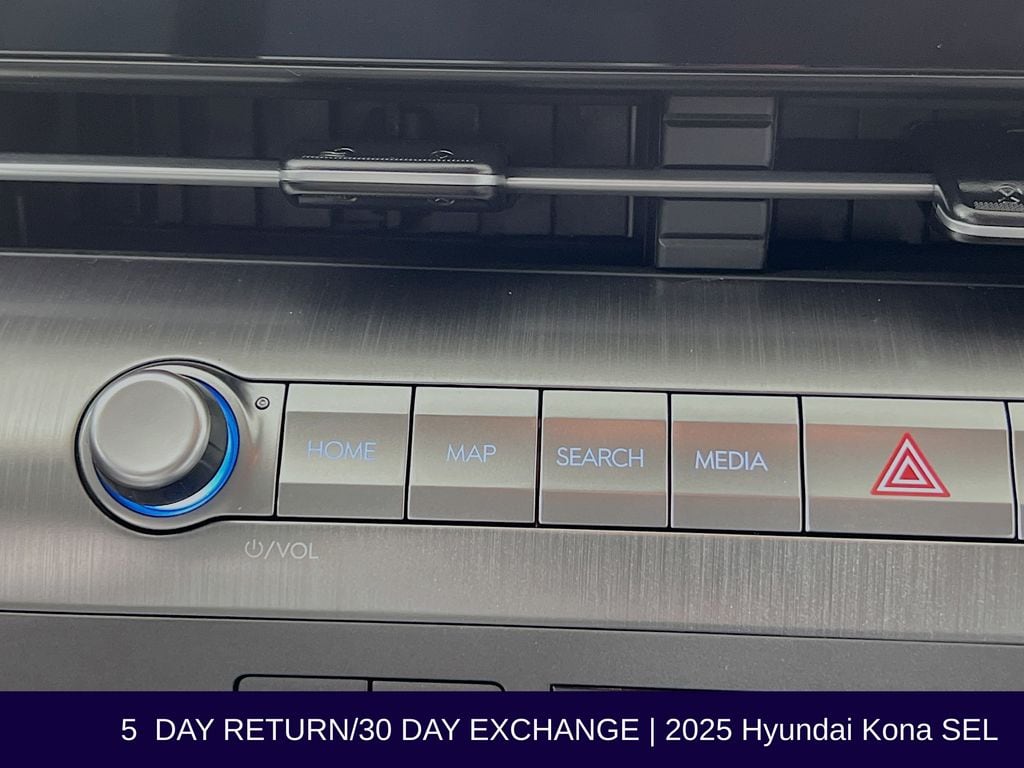 HOME MAP SEARCH MEDIA
⏻/VOL
5 DAY RETURN/30 DAY EXCHANGE | 2025 Hyundai Kona SEL